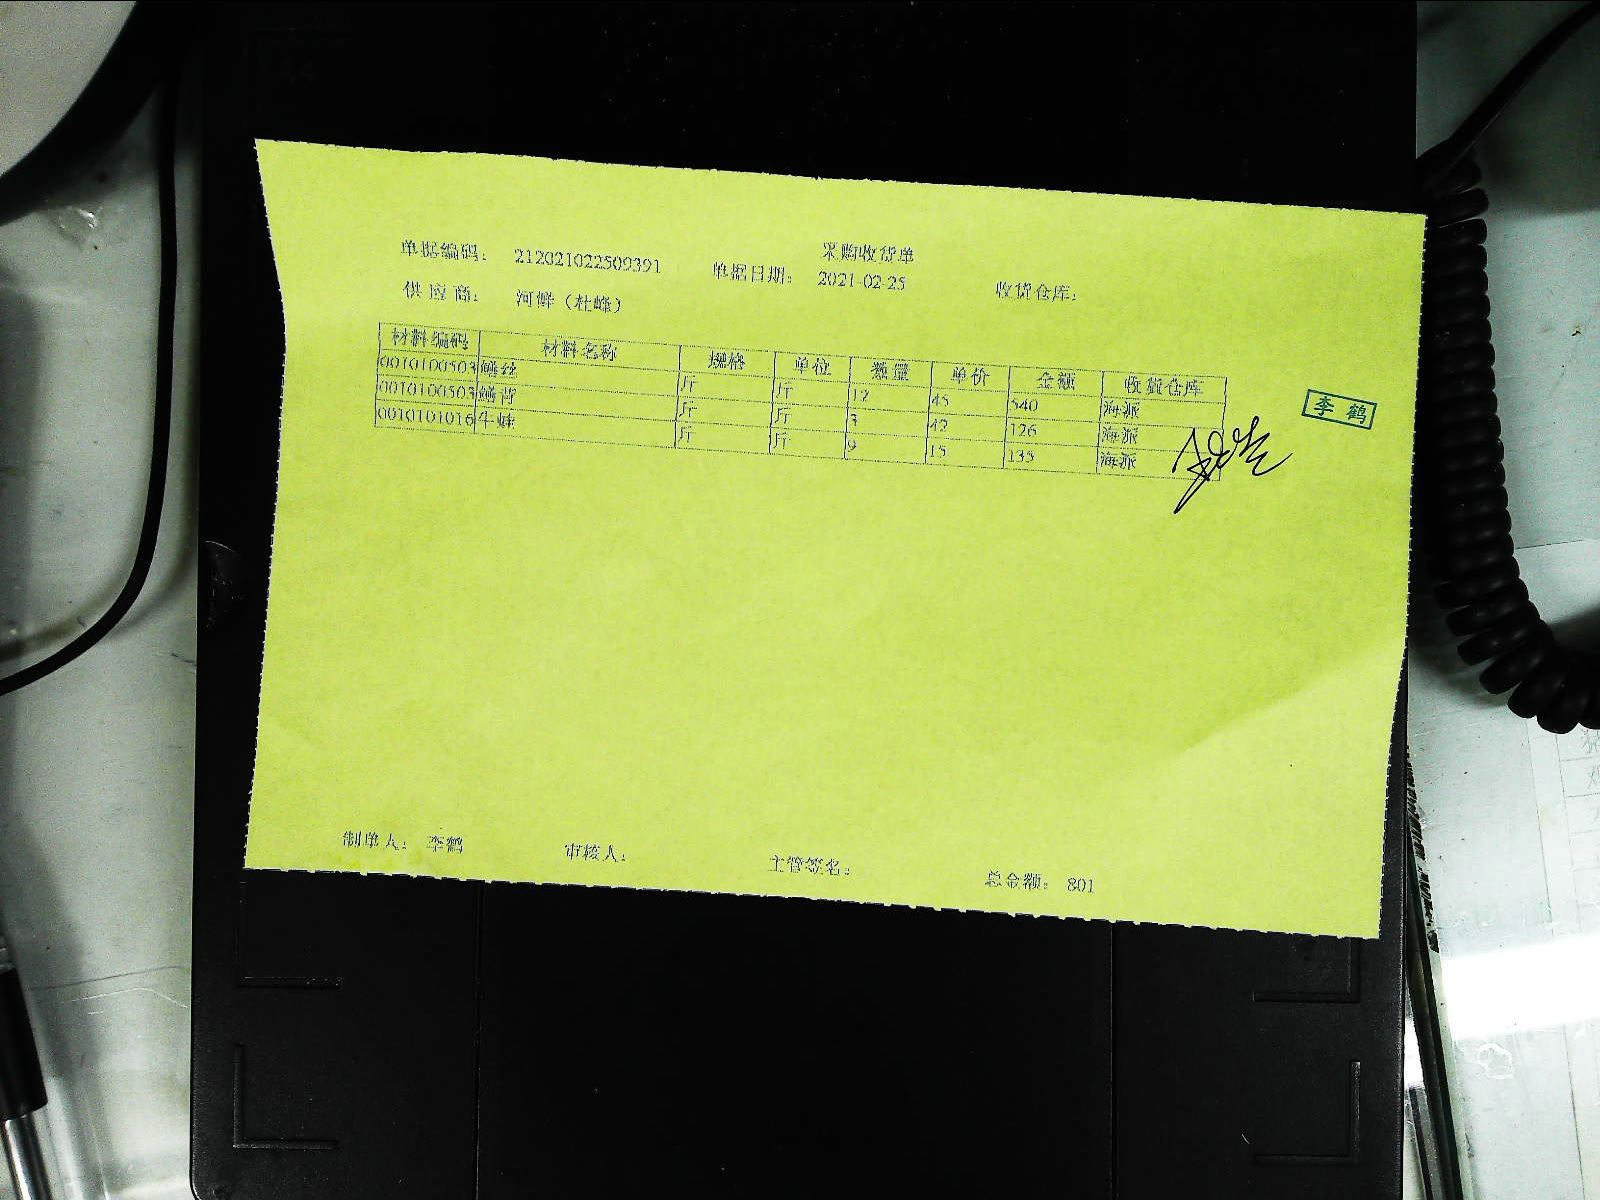 采购收货单
单据编码： 212021022509391 单据日期： 2021-02-25 收货仓库：
供 应 商： 河鲜（杜峰）
材料编码 材料名称 规格 单位 数量 单价 金额 收货仓库
0010100503 鳝丝 斤 斤 12 45 540 海派
0010100503 鳝背 斤 斤 3 42 126 海派
0010101016 牛蛙 斤 斤 9 15 135 海派
李鹤
制单人： 李鹤 审核人： 主管签名： 总金额： 801